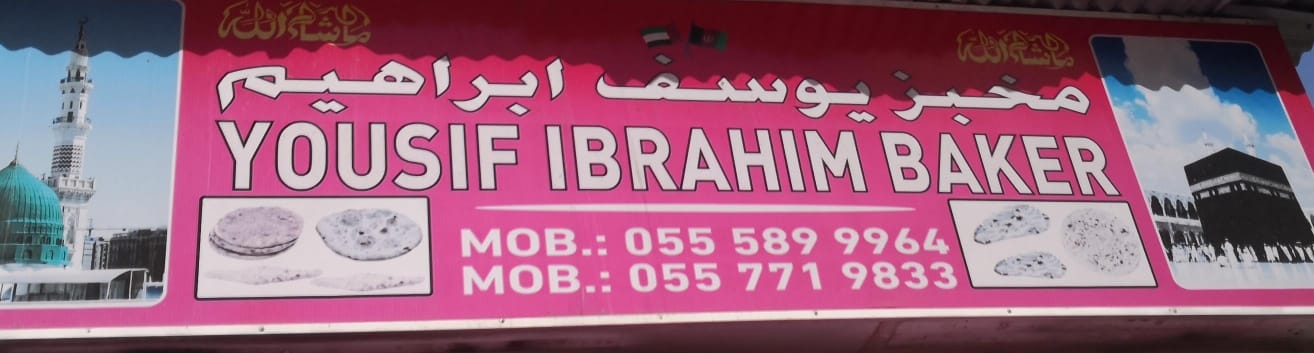 ماشاء الله
ماشاء الله
مخبز يوسف ابراهيم
YOUSIF IBRAHIM BAKER
MOB.: 055 589 9964
MOB.: 055 771 9833